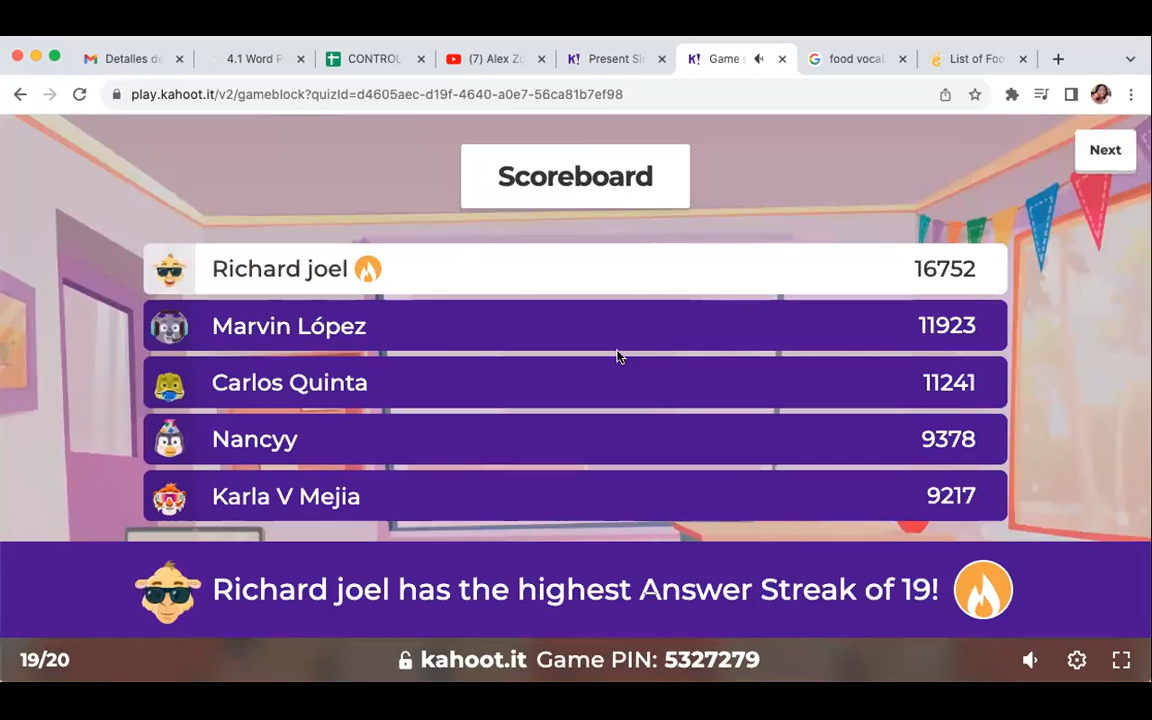 Detalles de
4.1 Word P
CONTROL
(7) Alex Zu
K! Present Si
K! Game
food vocal
List of Foo
play.kahoot.it/v2/gameblock?quizId=d4605aec-d19f-4640-a0e7-56ca81b7ef98
Next
Scoreboard
Richard joel 16752
Marvin López 11923
Carlos Quinta 11241
Nancyy 9378
Karla V Mejia 9217
Richard joel has the highest Answer Streak of 19!
19/20
kahoot.it Game PIN: 5327279